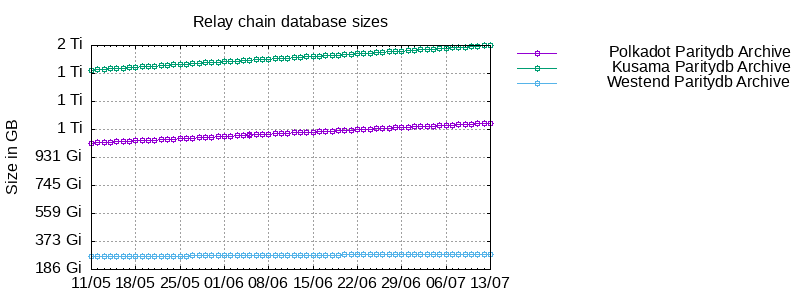 Relay chain database sizes
2 Ti
1 Ti
1 Ti
1 Ti
931 Gi
745 Gi
559 Gi
373 Gi
186 Gi
Size in GB
11/05 18/05 25/05 01/06 08/06 15/06 22/06 29/06 06/07 13/07
Polkadot Paritydb Archive
Kusama Paritydb Archive
Westend Paritydb Archive